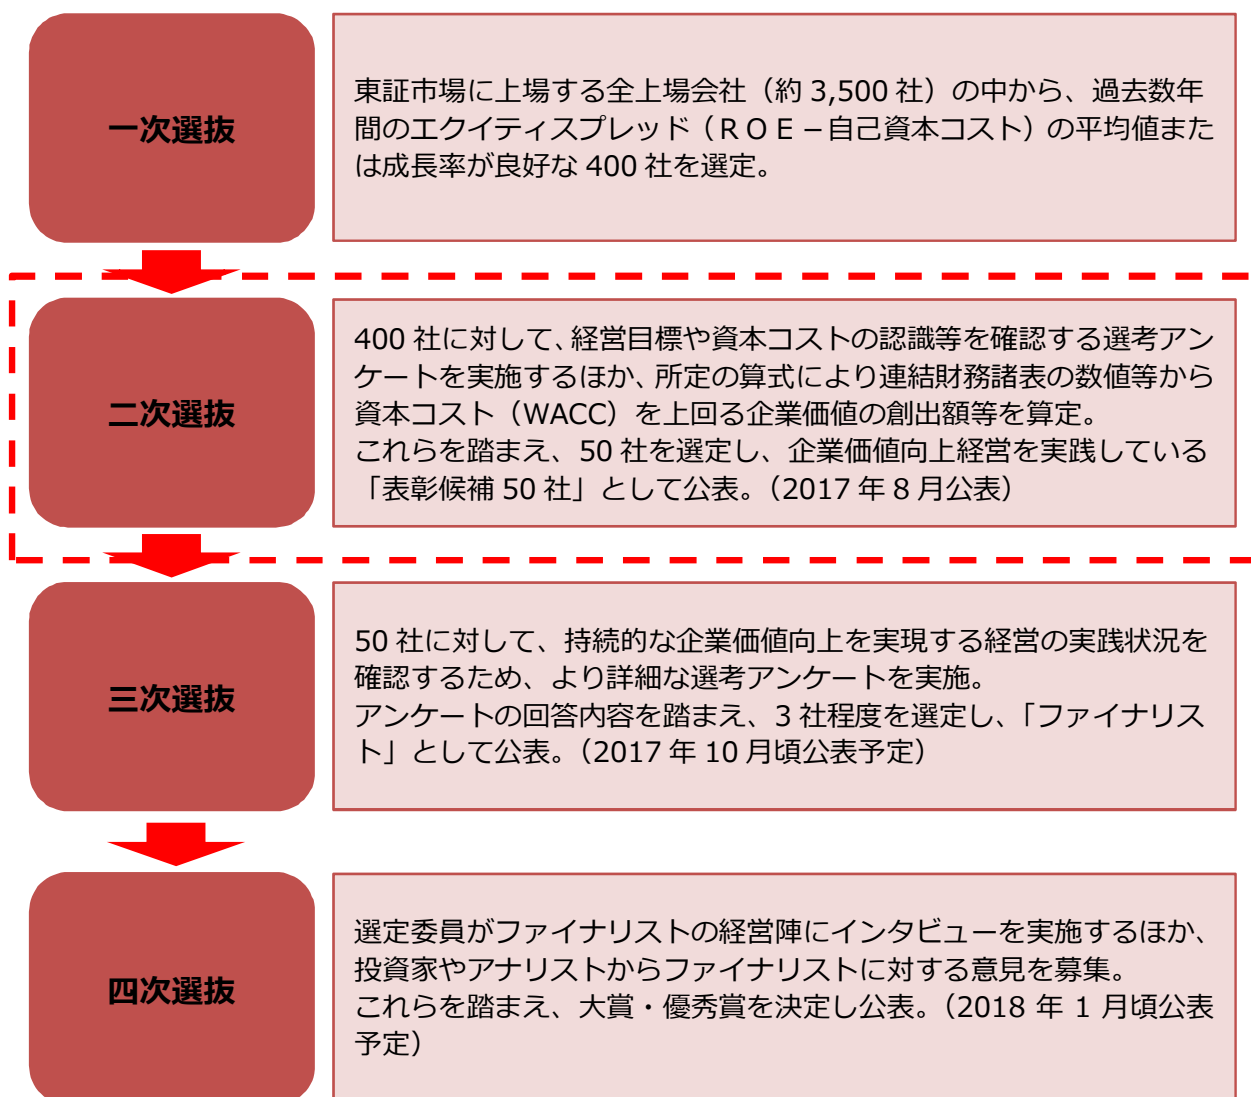 一次選抜
東証市場に上場する全上場会社（約 3,500 社）の中から、過去数年
間のエクイティスプレッド（ＲＯＥ－自己資本コスト）の平均値また
は成長率が良好な 400 社を選定。
二次選抜
400 社に対して、経営目標や資本コストの認識等を確認する選考アン
ケートを実施するほか、所定の算式により連結財務諸表の数値等から
資本コスト（WACC）を上回る企業価値の創出額等を算定。
これらを踏まえ、50 社を選定し、企業価値向上経営を実践している
「表彰候補 50 社」として公表。（2017 年 8 月公表）
三次選抜
50 社に対して、持続的な企業価値向上を実現する経営の実践状況を
確認するため、より詳細な選考アンケートを実施。
アンケートの回答内容を踏まえ、3 社程度を選定し、「ファイナリス
ト」として公表。（2017 年 10 月頃公表予定）
四次選抜
選定委員がファイナリストの経営陣にインタビューを実施するほか、
投資家やアナリストからファイナリストに対する意見を募集。
これらを踏まえ、大賞・優秀賞を決定し公表。（2018 年 1 月頃公表
予定）